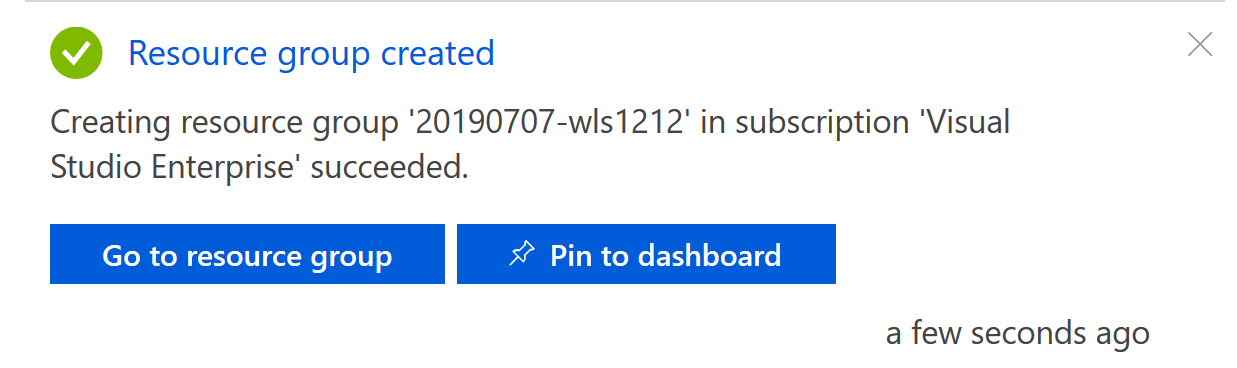 Resource group created
Creating resource group '20190707-wls1212' in subscription 'Visual
Studio Enterprise' succeeded.
Go to resource group
Pin to dashboard
a few seconds ago